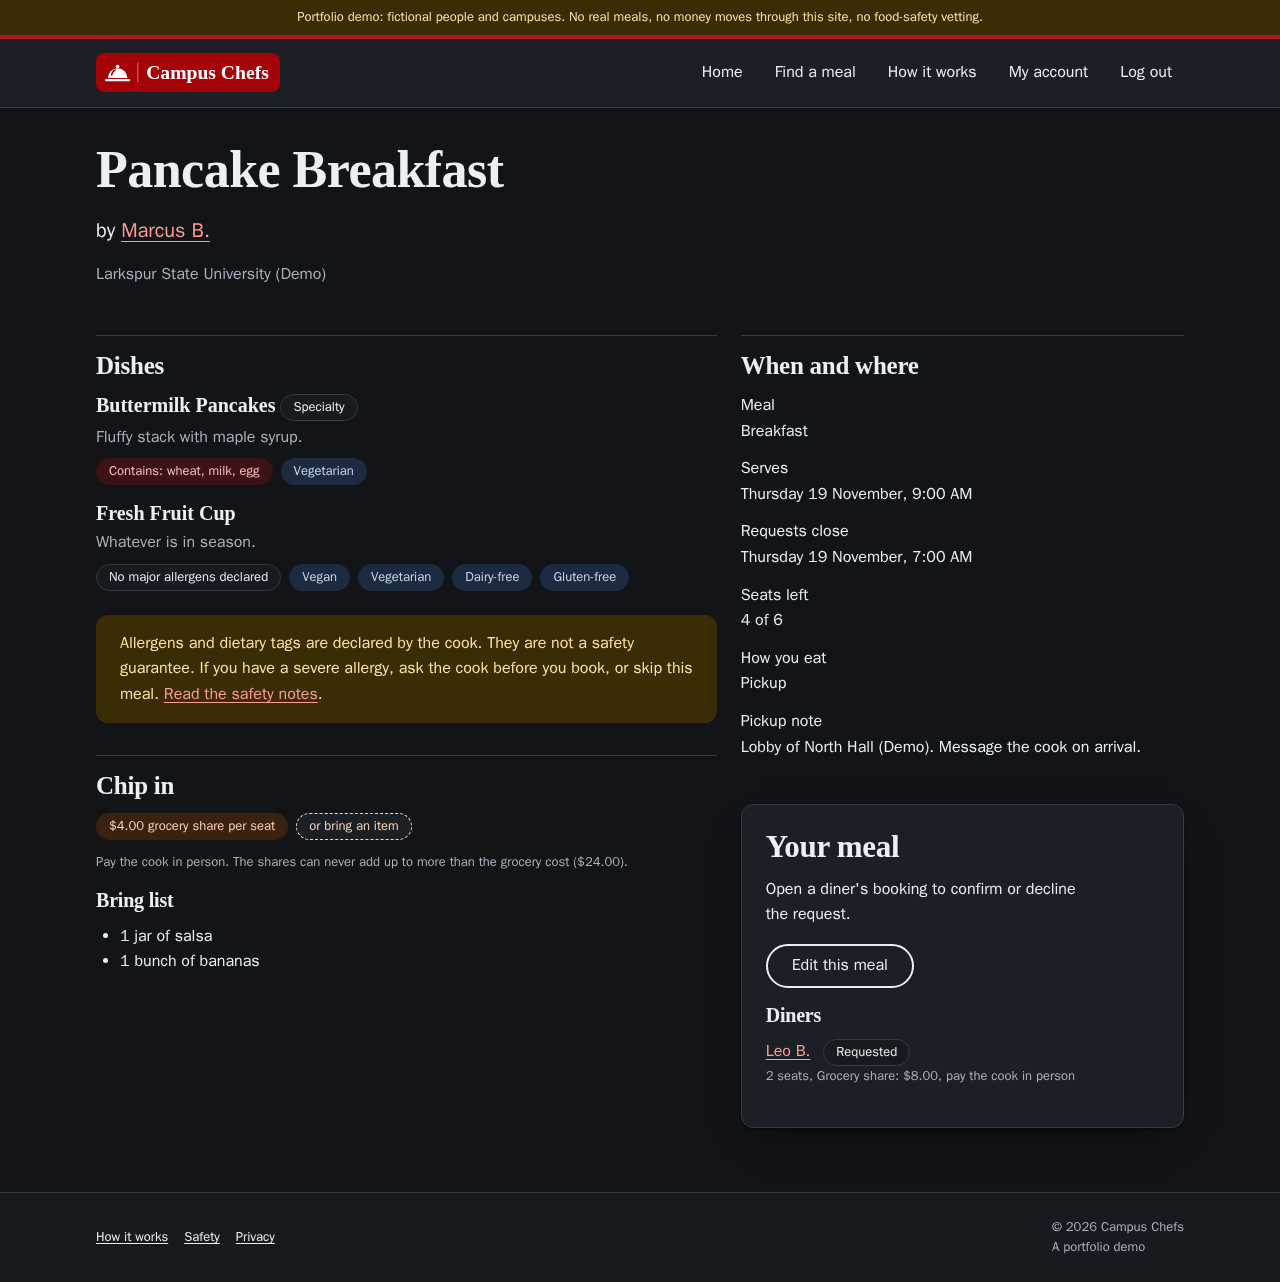 Portfolio demo: fictional people and campuses. No real meals, no money moves through this site, no food-safety vetting.
Campus Chefs
Home Find a meal How it works My account Log out
Pancake Breakfast
by Marcus B.
Larkspur State University (Demo)
Dishes
Buttermilk Pancakes Specialty
Fluffy stack with maple syrup.
Contains: wheat, milk, egg Vegetarian
Fresh Fruit Cup
Whatever is in season.
No major allergens declared Vegan Vegetarian Dairy-free Gluten-free
Allergens and dietary tags are declared by the cook. They are not a safety
guarantee. If you have a severe allergy, ask the cook before you book, or skip this
meal. Read the safety notes.
Chip in
$4.00 grocery share per seat or bring an item
Pay the cook in person. The shares can never add up to more than the grocery cost ($24.00).
Bring list
• 1 jar of salsa
• 1 bunch of bananas
When and where
Meal
Breakfast
Serves
Thursday 19 November, 9:00 AM
Requests close
Thursday 19 November, 7:00 AM
Seats left
4 of 6
How you eat
Pickup
Pickup note
Lobby of North Hall (Demo). Message the cook on arrival.
Your meal
Open a diner's booking to confirm or decline
the request.
Edit this meal
Diners
Leo B. Requested
2 seats, Grocery share: $8.00, pay the cook in person
How it works Safety Privacy
© 2026 Campus Chefs
A portfolio demo